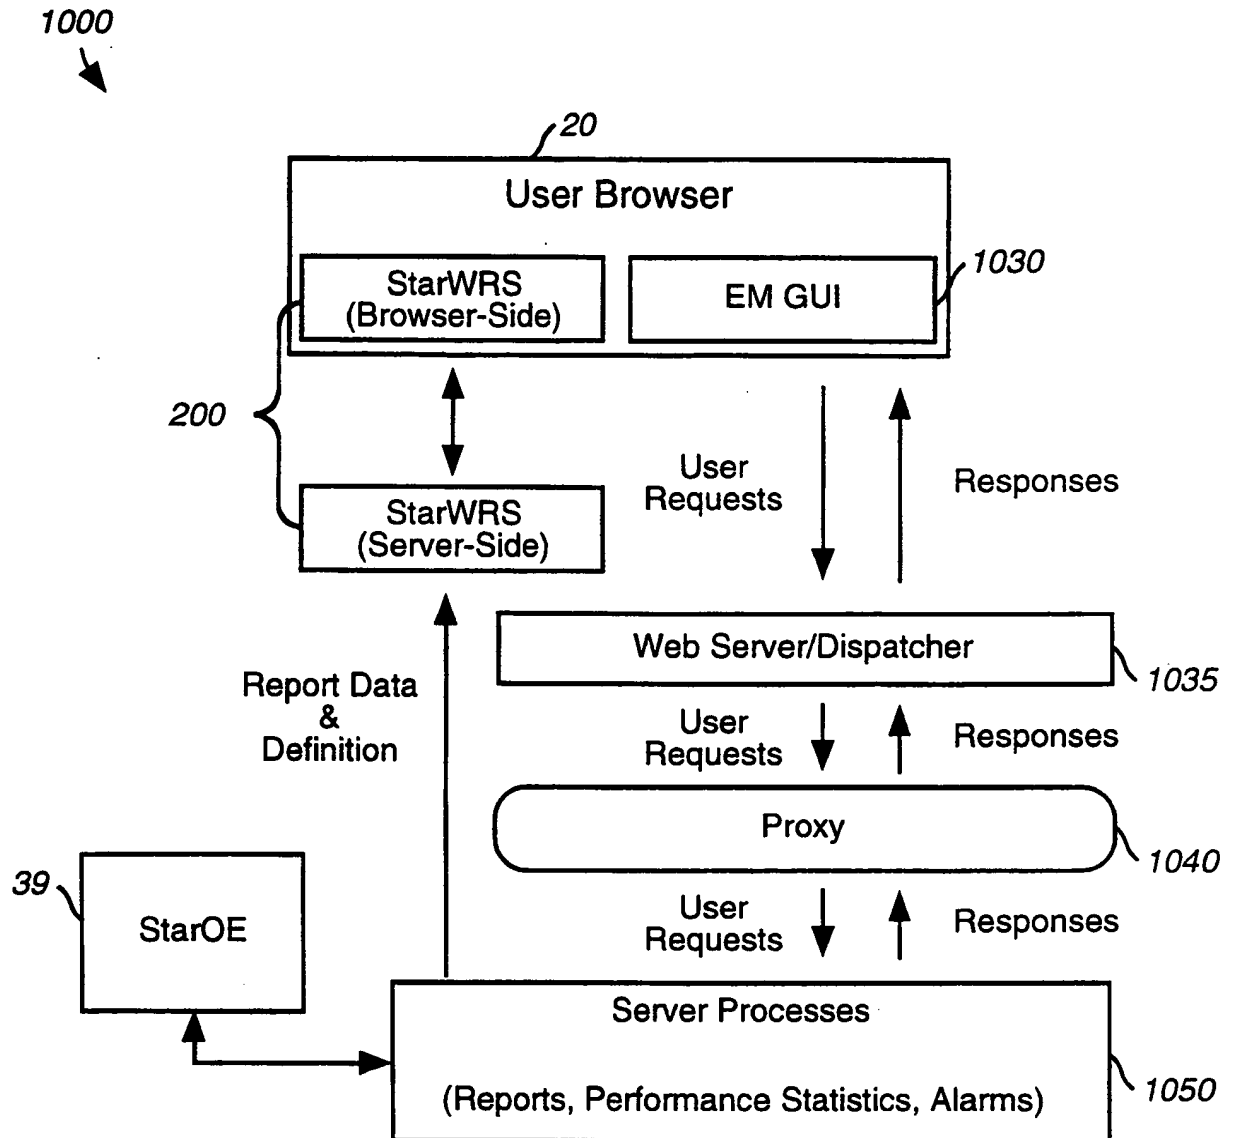 1000
20
User Browser
StarWRS
(Browser-Side)
EM GUI
1030
200
User
Requests
Responses
StarWRS
(Server-Side)
Web Server/Dispatcher
1035
Report Data
&
Definition
User
Requests
Responses
Proxy
1040
39
StarOE
User
Requests
Responses
Server Processes
(Reports, Performance Statistics, Alarms)
1050